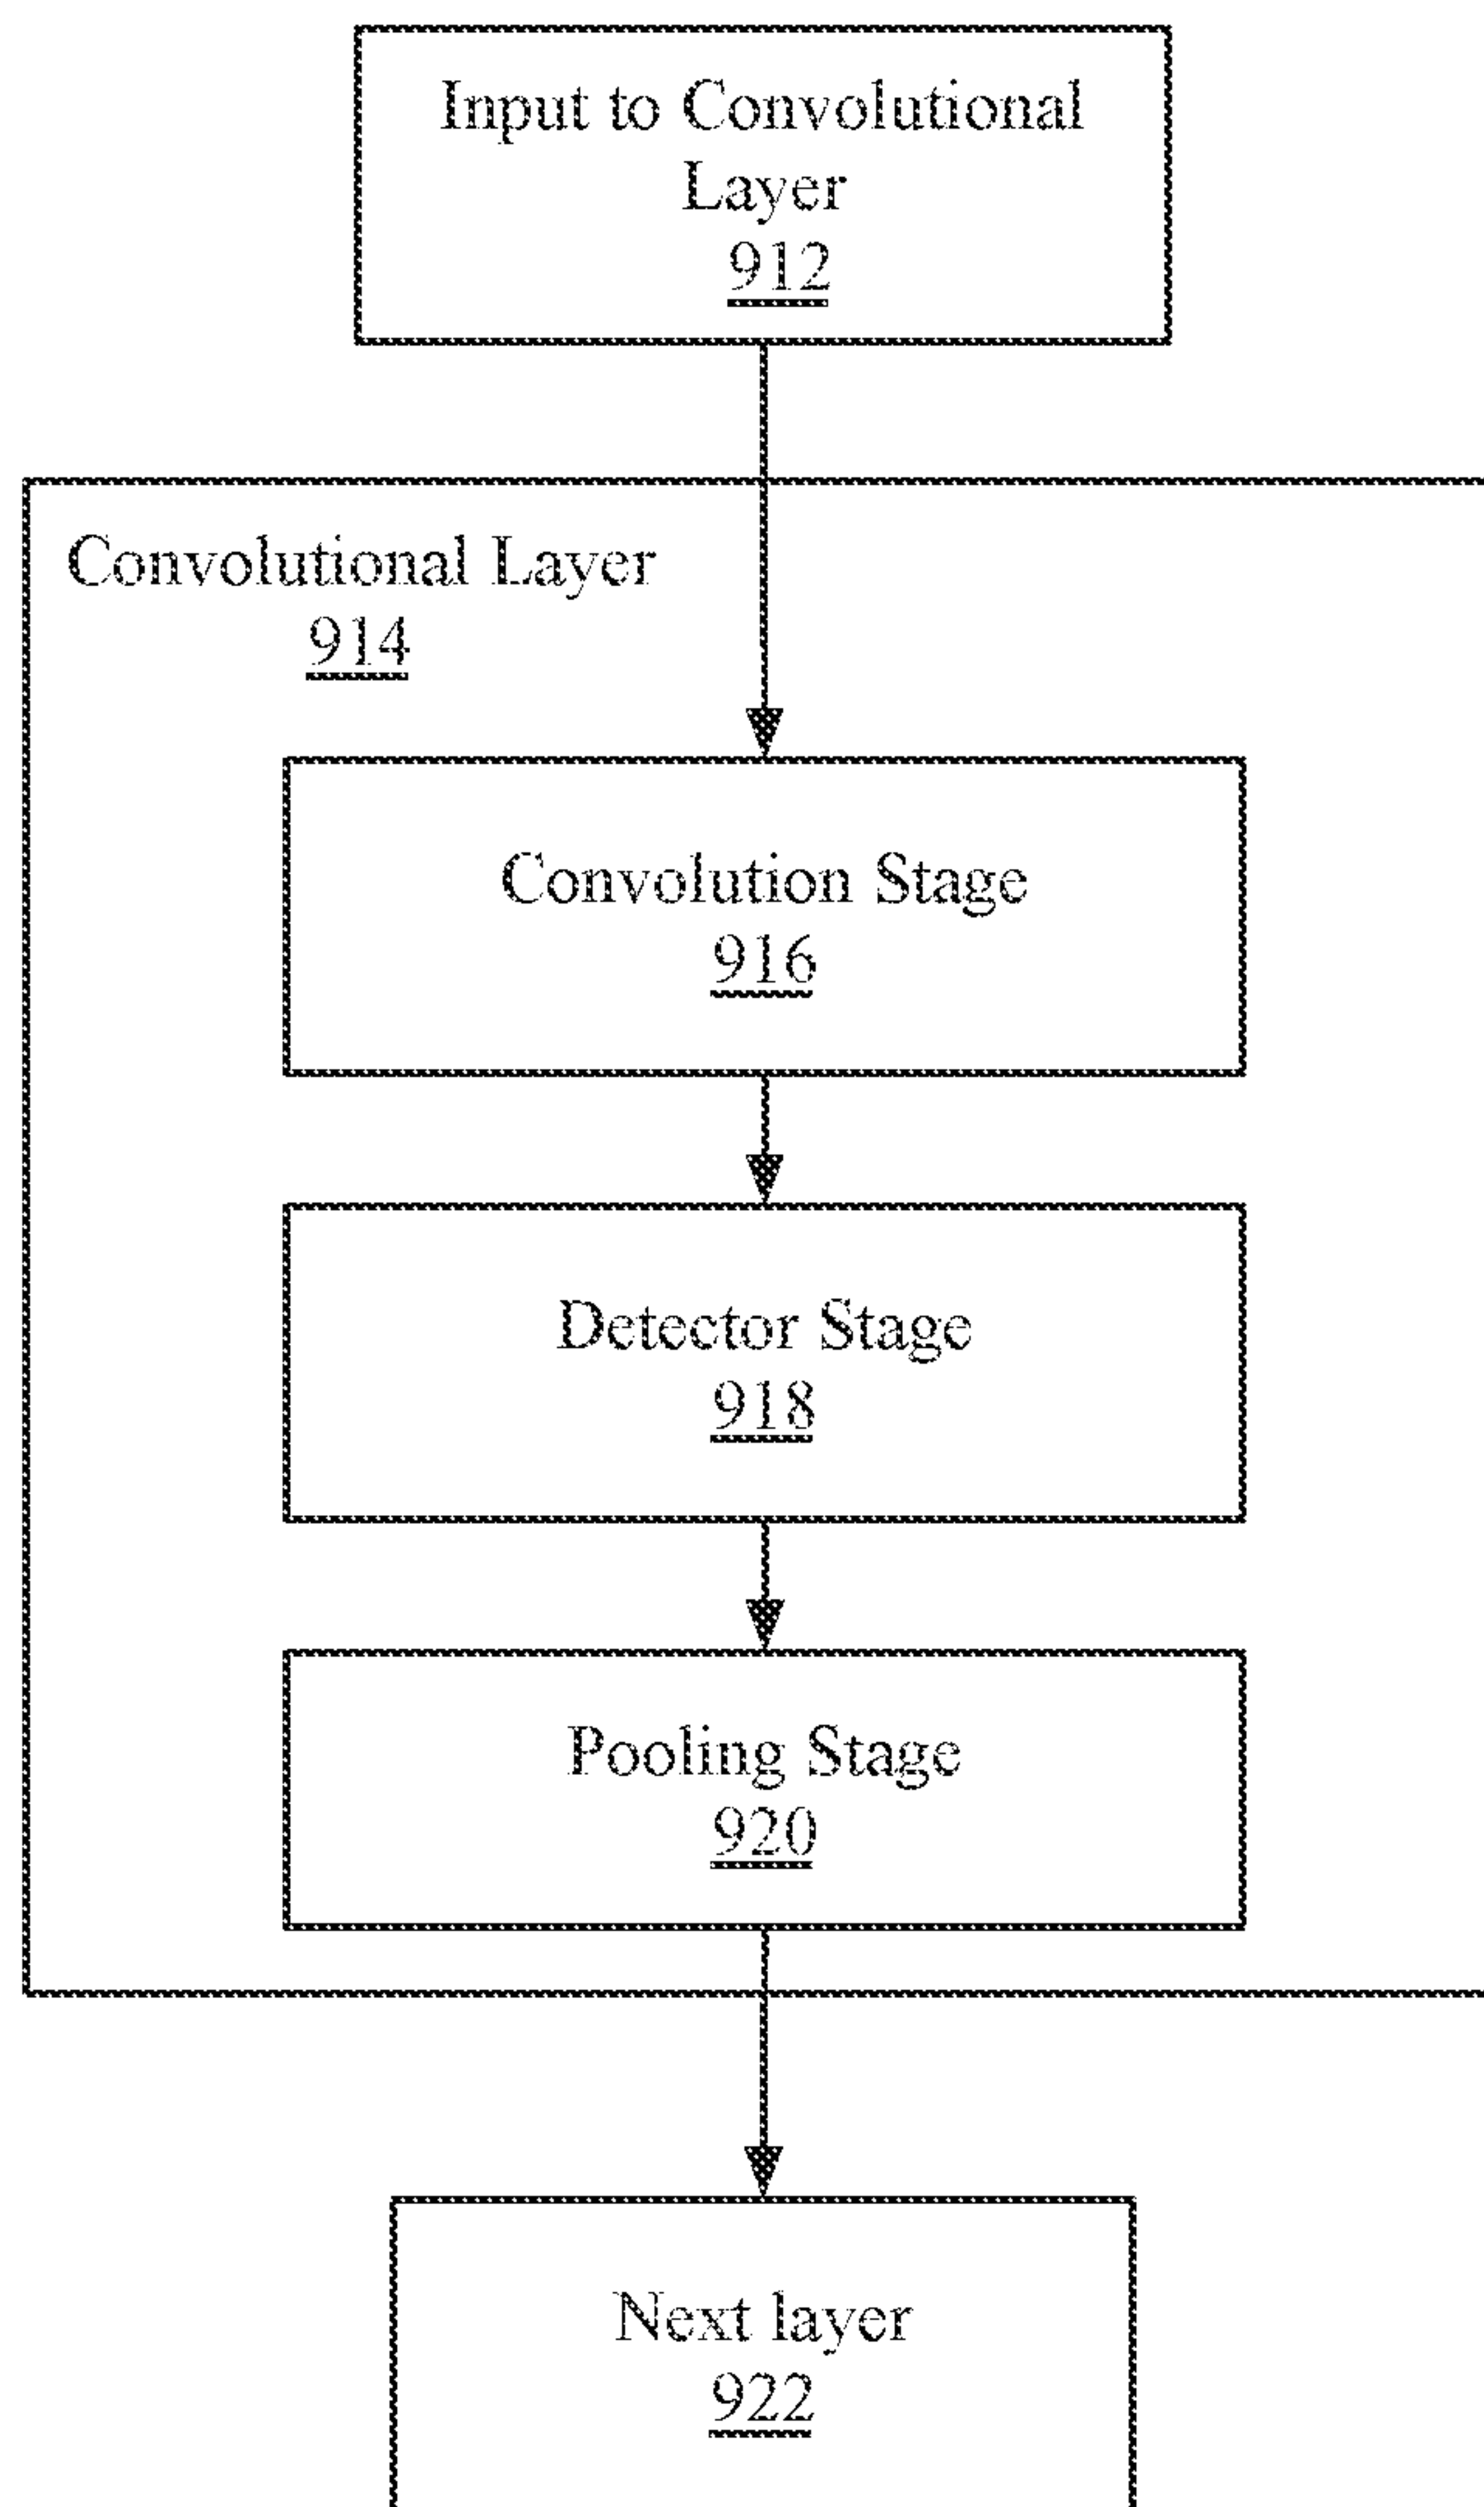 Input to Convolutional
Layer
912
Convolutional Layer
914
Convolution Stage
916
Detector Stage
918
Pooling Stage
920
Next layer
922